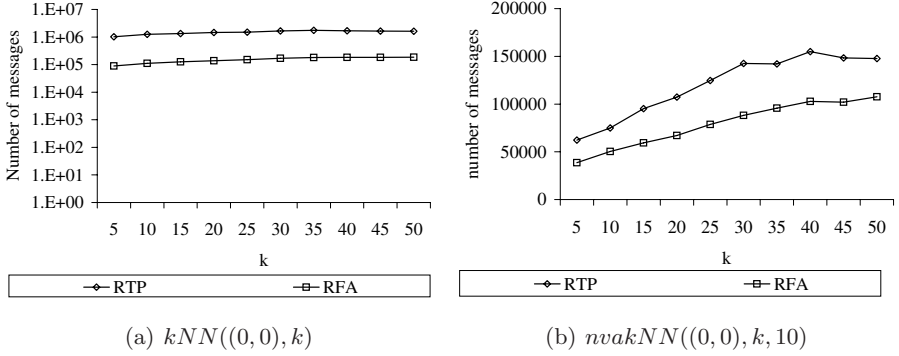 1.E+07
1.E+06
1.E+05
1.E+04
1.E+03
1.E+02
1.E+01
1.E+00
Number of messages
5 10 15 20 25 30 35 40 45 50
k
RTP RFA
(a) kNN((0, 0), k)
200000
150000
100000
50000
0
number of messages
5 10 15 20 25 30 35 40 45 50
k
RTP RFA
(b) nvakNN((0, 0), k, 10)